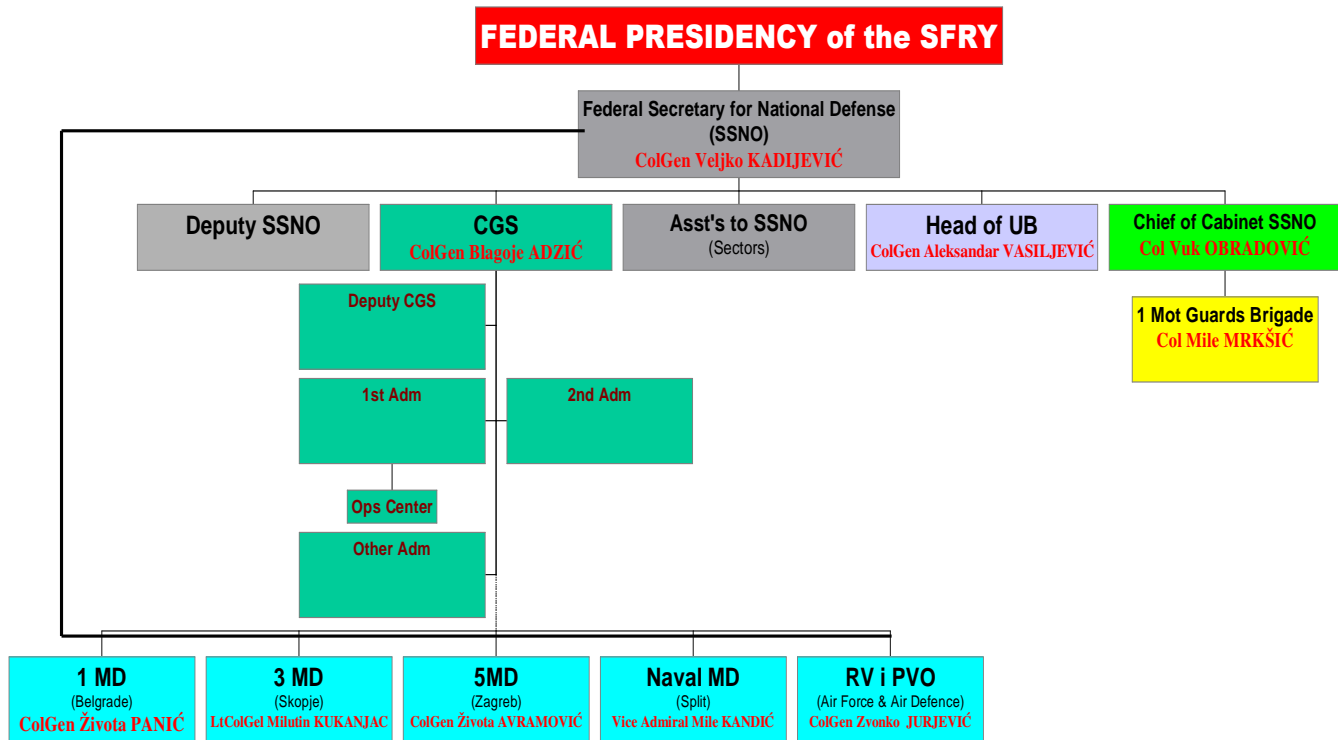 FEDERAL PRESIDENCY of the SFRY
Federal Secretary for National Defense
(SSNO)
ColGen Veljko KADIJEVIĆ
Deputy SSNO
CGS
ColGen Blagoje ADZIĆ
Asst's to SSNO
(Sectors)
Head of UB
ColGen Aleksandar VASILJEVIĆ
Chief of Cabinet SSNO
Col Vuk OBRADOVIĆ
Deputy CGS
1 Mot Guards Brigade
Col Mile MRKŠIĆ
1st Adm
2nd Adm
Ops Center
Other Adm
1 MD
(Belgrade)
ColGen Života PANIĆ
3 MD
(Skopje)
LtColGel Milutin KUKANJAC
5MD
(Zagreb)
ColGen Života AVRAMOVIĆ
Naval MD
(Split)
Vice Admiral Mile KANDIĆ
RV i PVO
(Air Force & Air Defence)
ColGen Zvonko JURJEVIĆ